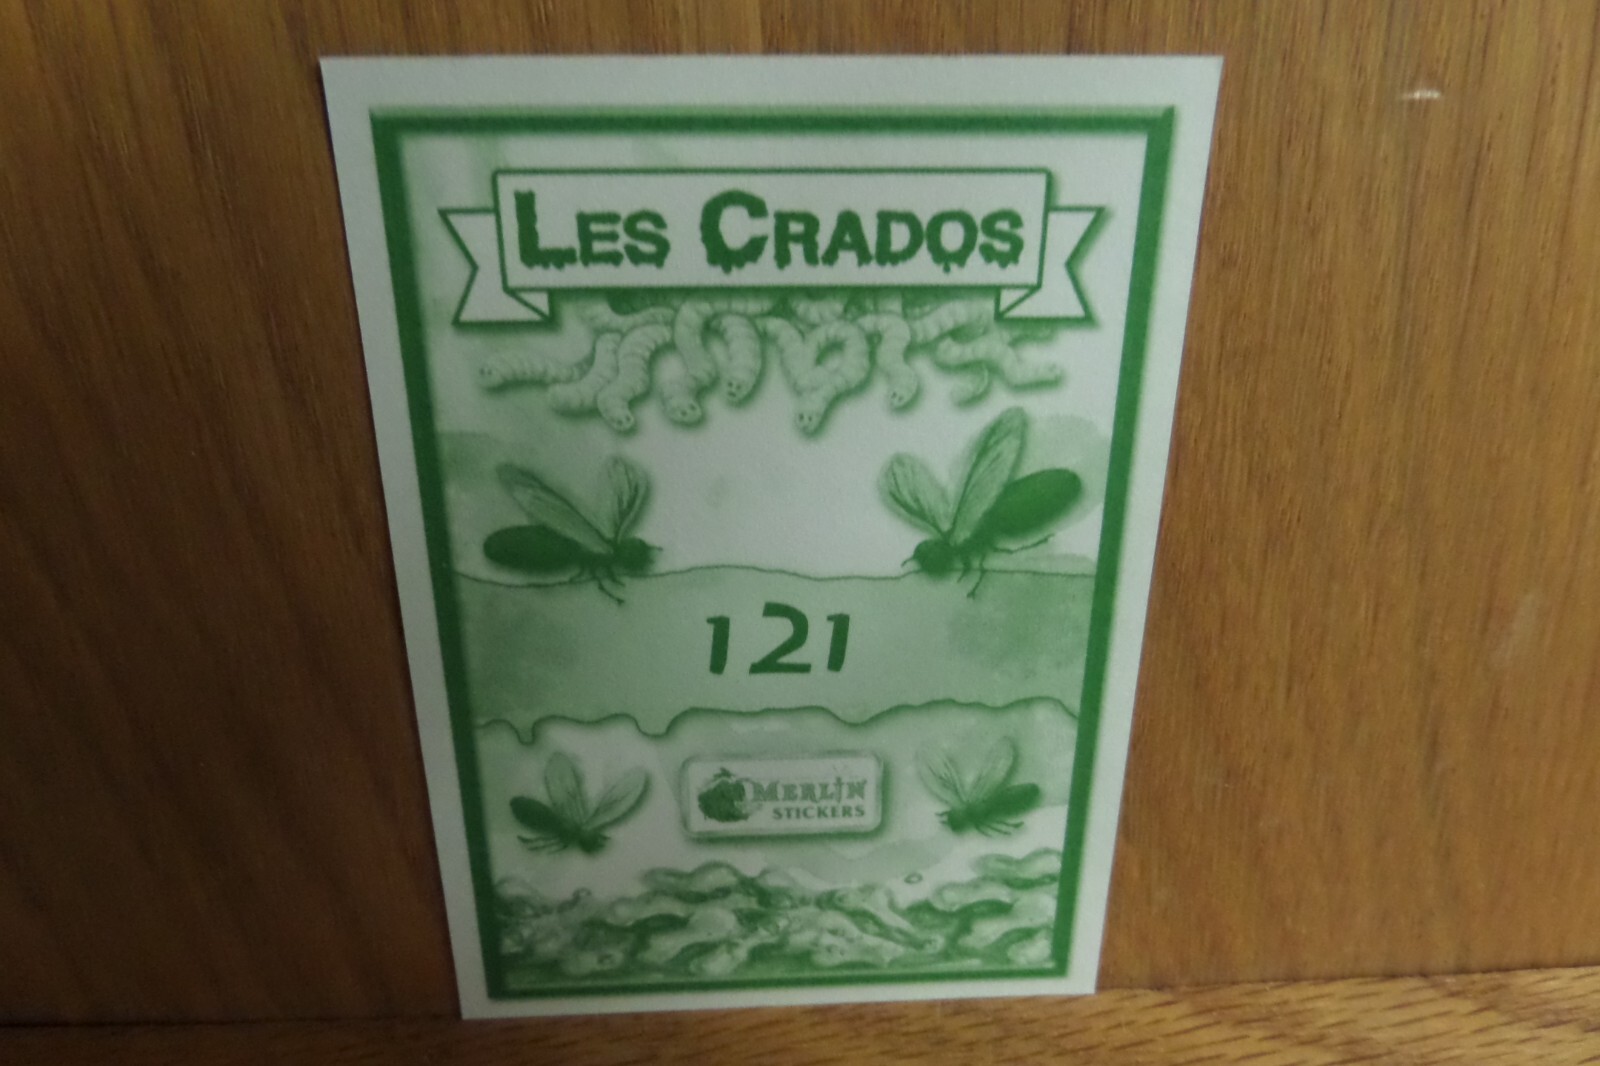 LES CRADOS
121
MERLIN
STICKERS